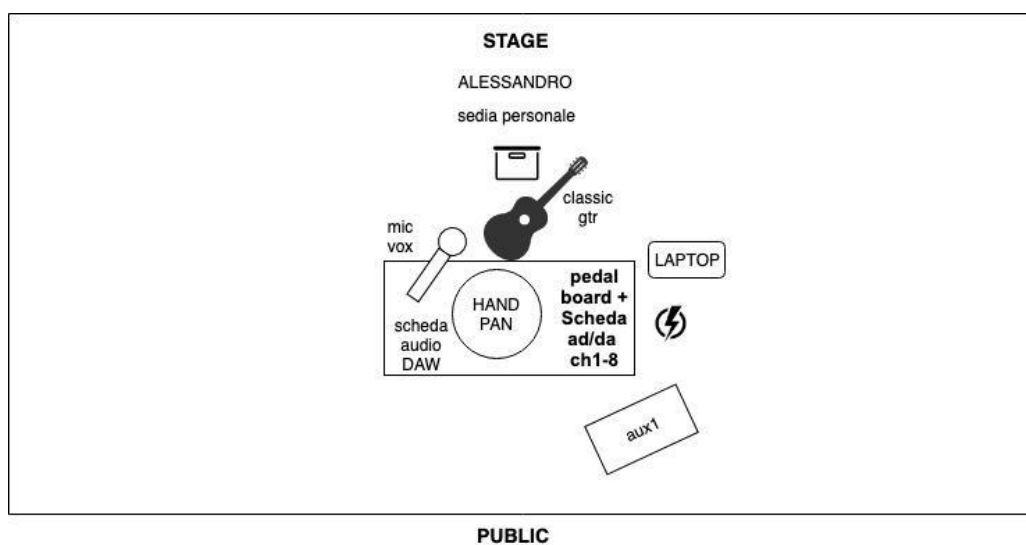 STAGE
ALESSANDRO
sedia personale
classic
gtr
mic
vox
LAPTOP
HAND
PAN
pedal
board +
Scheda
ad/da
ch1-8
scheda
audio
DAW
aux1
PUBLIC